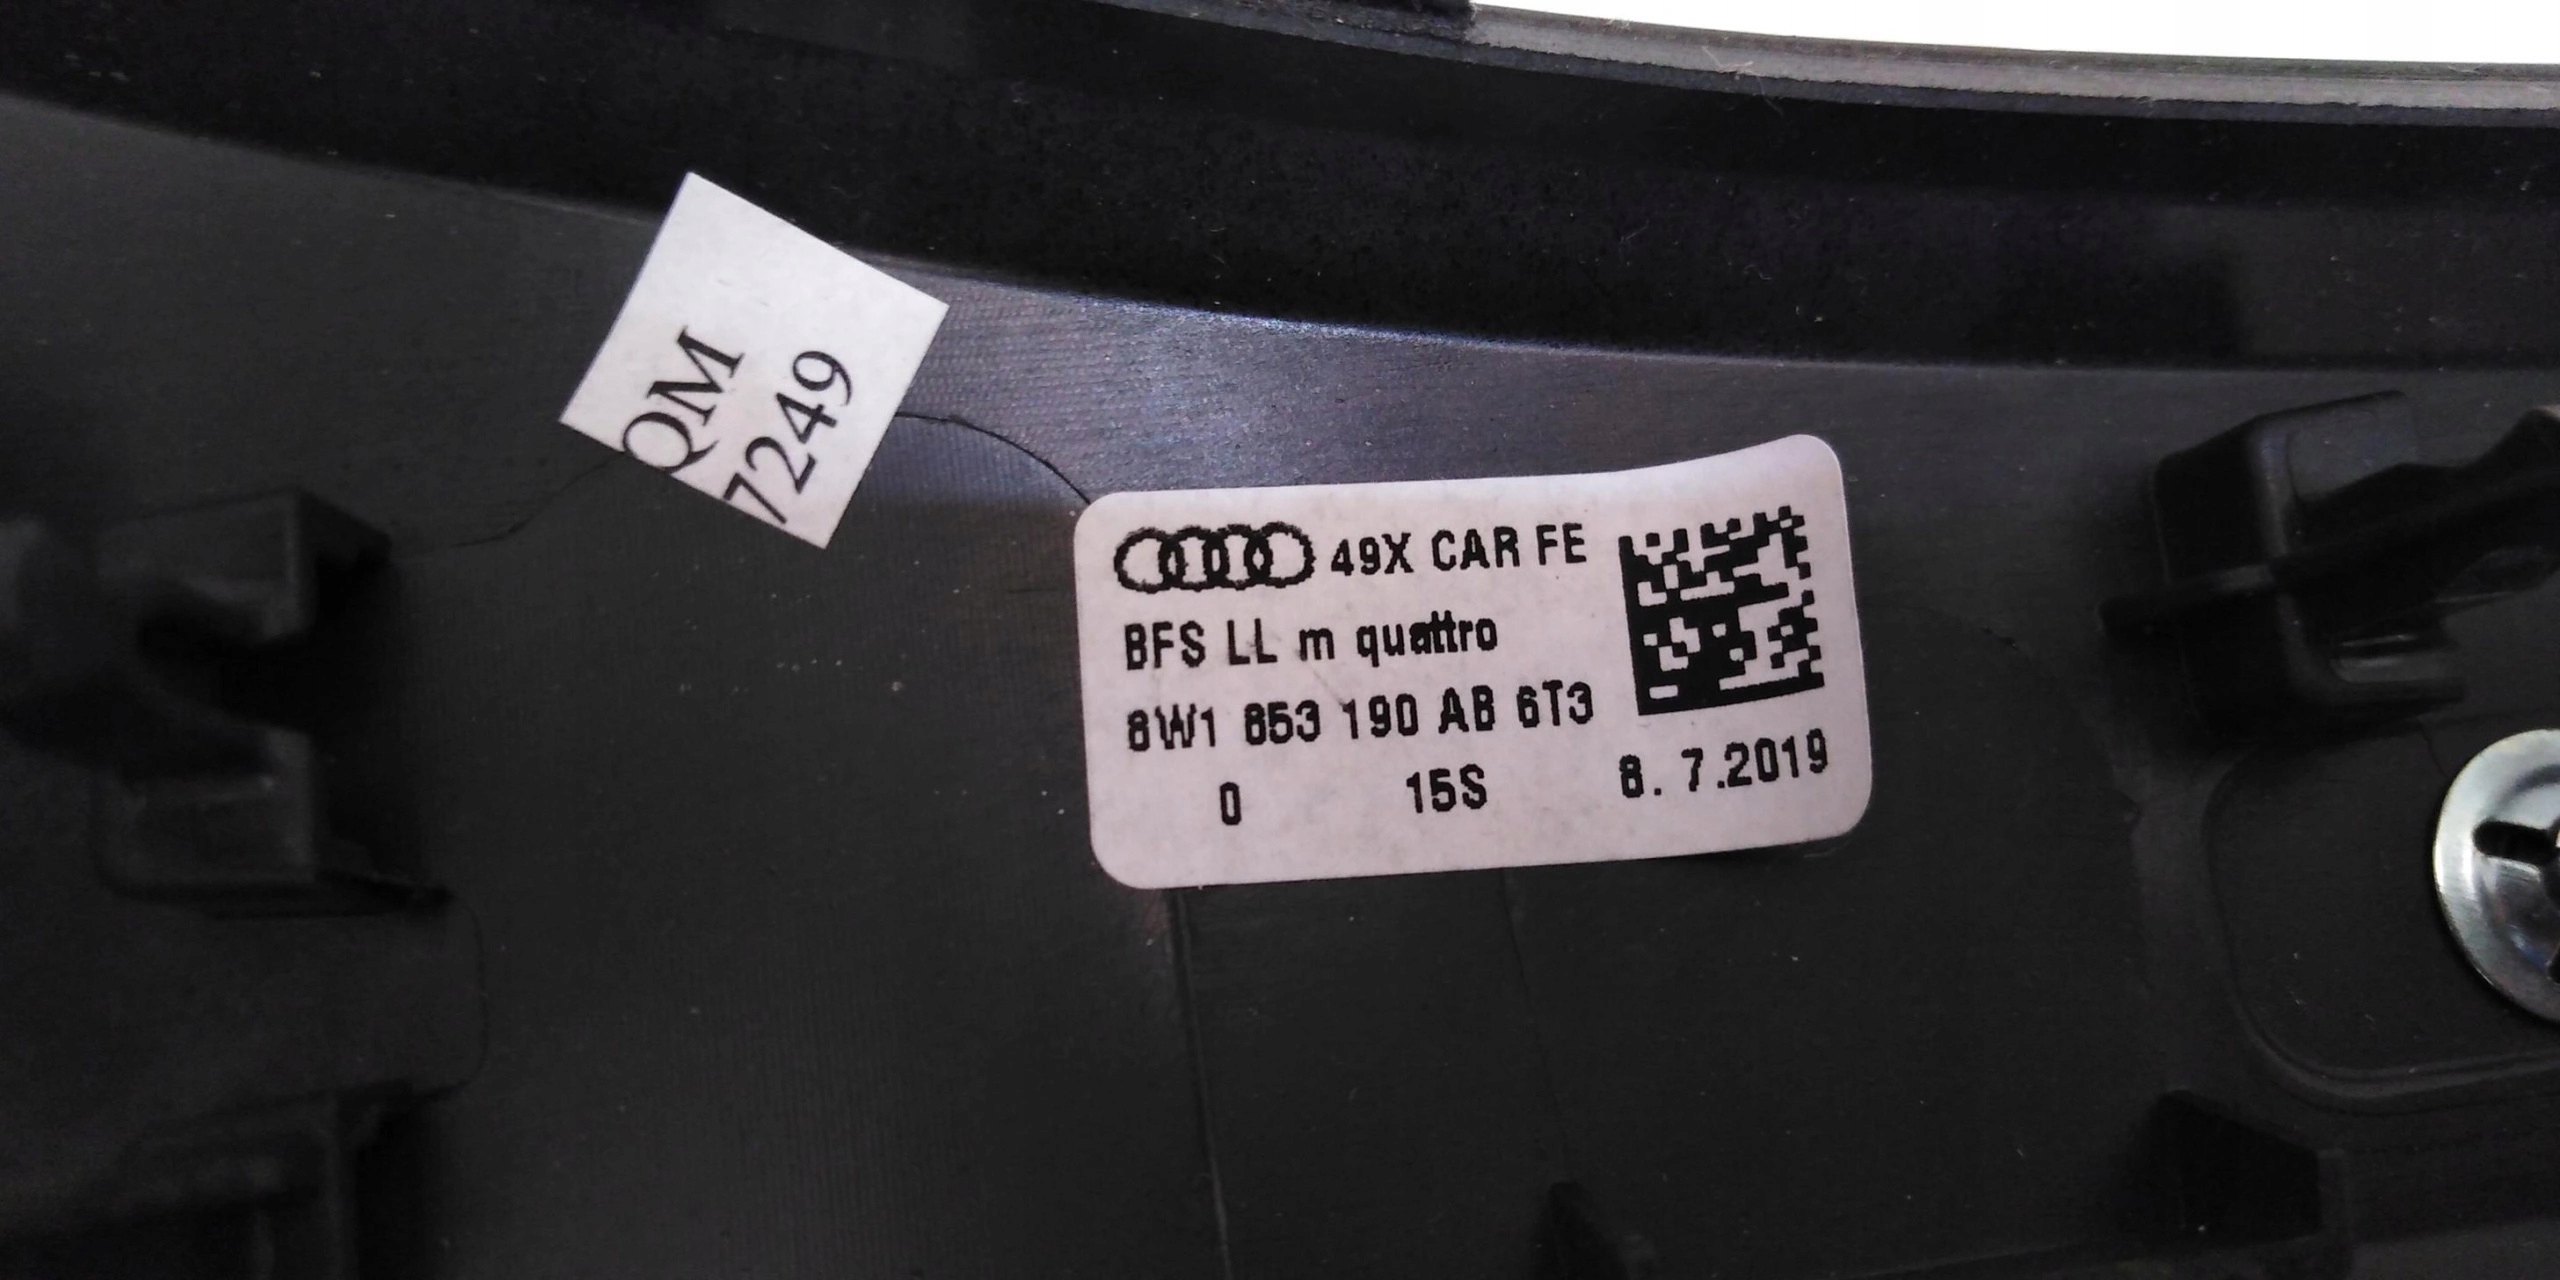 QM
7249
49X CAR FE
BFS LL m quattro
8W1 853 190 AB 6T3
0 15S 8. 7.2019